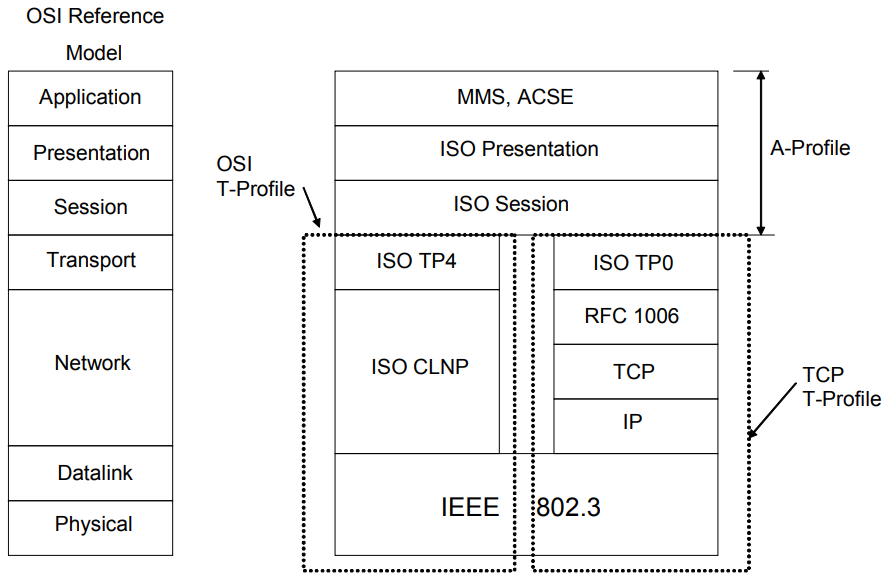 OSI Reference
Model
Application
Presentation
Session
Transport
Network
Datalink
Physical
OSI
T-Profile
MMS, ACSE
ISO Presentation
ISO Session
ISO TP4
ISO CLNP
ISO TP0
RFC 1006
TCP
IP
IEEE 802.3
A-Profile
TCP
T-Profile